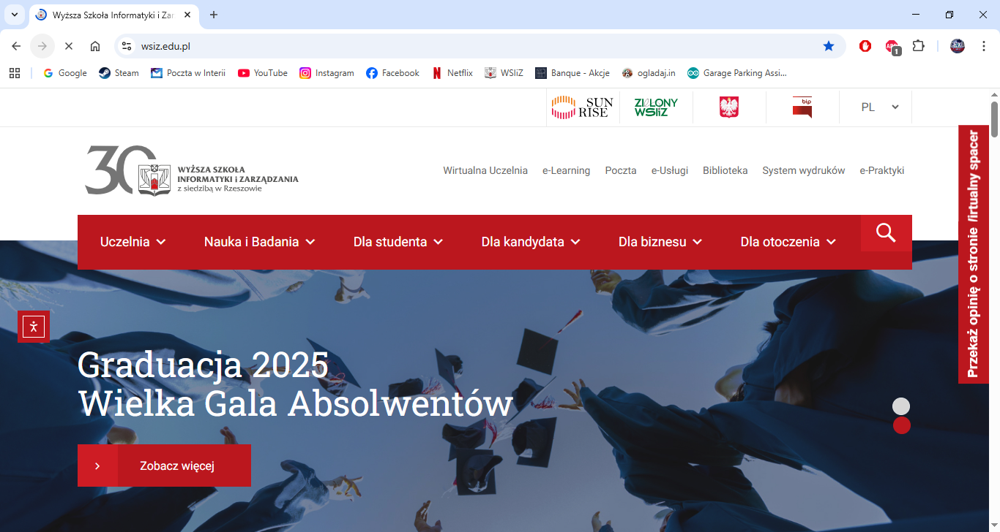 Wyższa Szkoła Informatyki i Zar
wsiz.edu.pl
ABP
1
Google
Steam
Poczta w Interii
YouTube
Instagram
Facebook
Netflix
WSIiZ
Banque - Akcje
ogladaj.in
Garage Parking Assi...
SUN
RISE
ZIELONY
WSIiZ
bip
PL
30
WYŻSZA SZKOŁA
INFORMATYKI i ZARZĄDZANIA
z siedzibą w Rzeszowie
Wirtualna Uczelnia
e-Learning
Poczta
e-Usługi
Biblioteka
System wydruków
e-Praktyki
Uczelnia
Nauka i Badania
Dla studenta
Dla kandydata
Dla biznesu
Dla otoczenia
irtualny spacer
Przekaż opinię o stronie
Graduacja 2025
Wielka Gala Absolwentów
Zobacz więcej